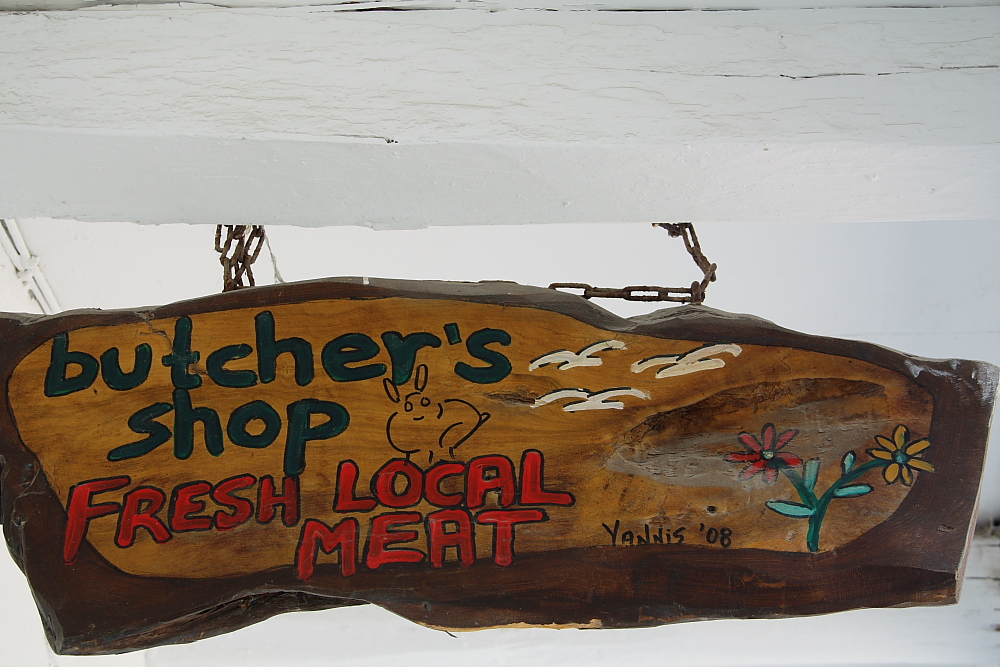 butcher's
shop
FRESH LOCAL
MEAT
YANNIS '08